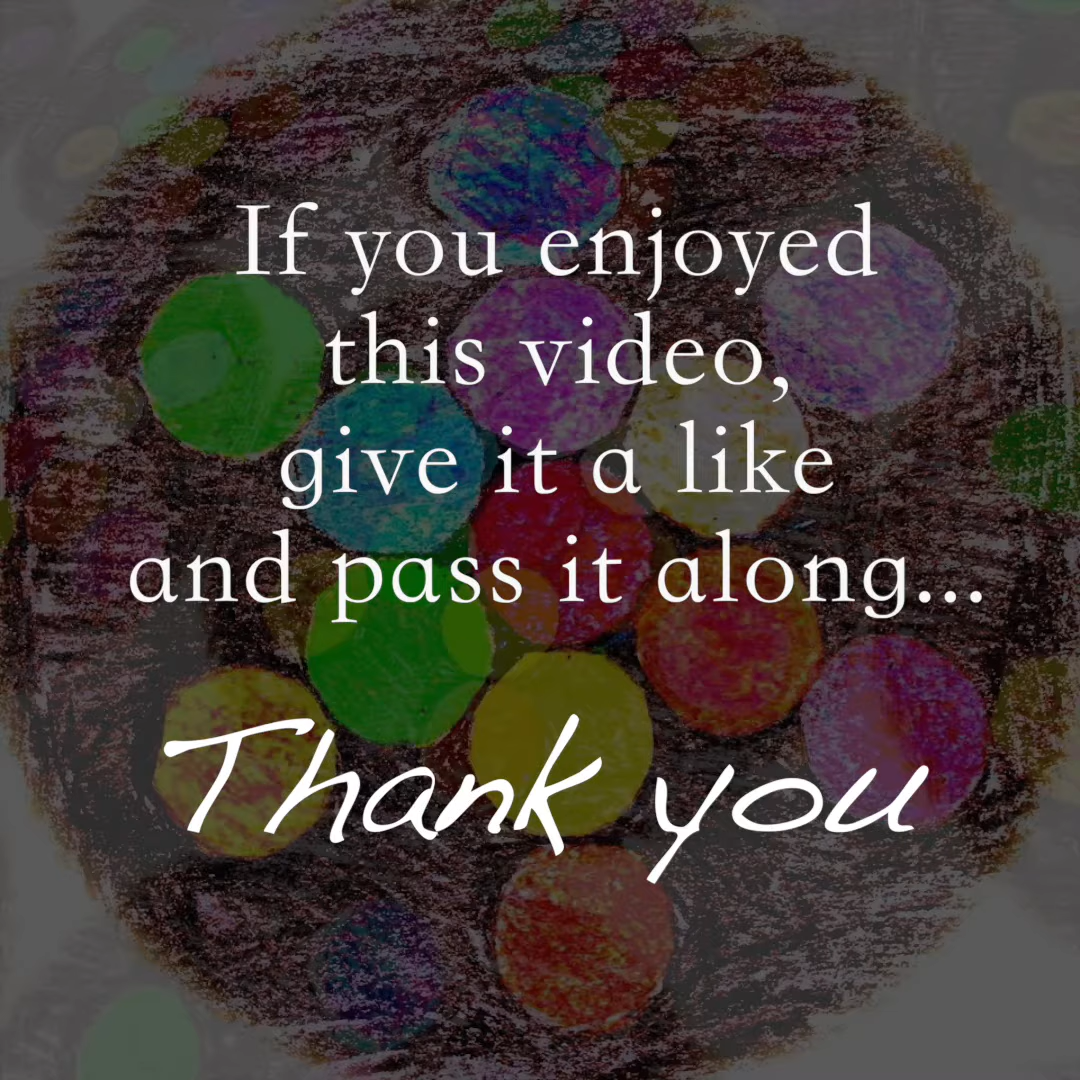 If you enjoyed
this video,
give it a like
and pass it along...
Thank you